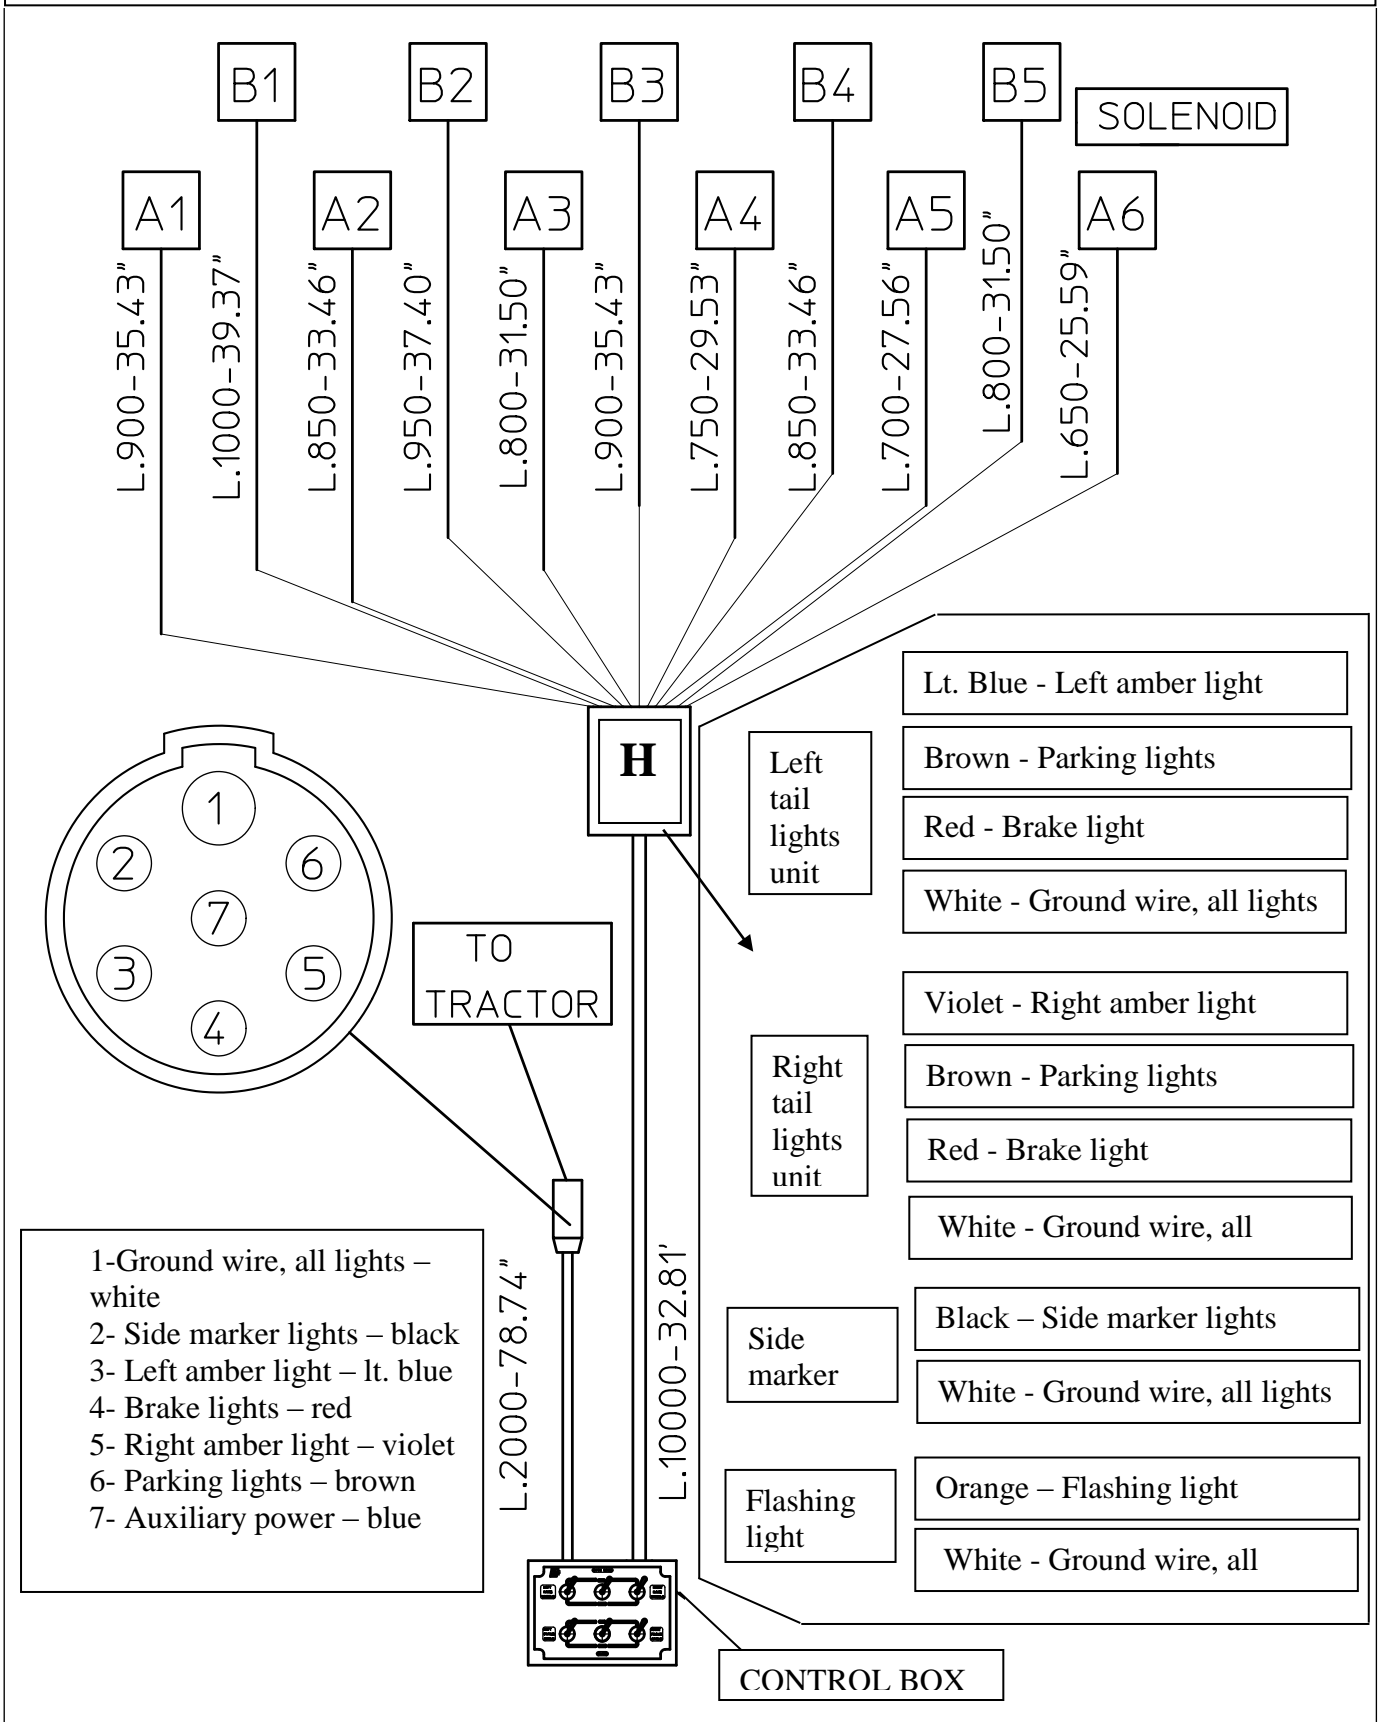 B1
B2
B3
B4
B5
SOLENOID
A1
A2
A3
A4
A5
A6
L.900-35.43"
L.1000-39.37"
L.850-33.46"
L.950-37.40"
L.800-31.50"
L.900-35.43"
L.750-29.53"
L.850-33.46"
L.700-27.56"
L.800-31.50"
L.650-25.59"
H
1
2
6
7
3
5
4
TO
TRACTOR
Left
tail
lights
unit
Lt. Blue - Left amber light
Brown - Parking lights
Red - Brake light
White - Ground wire, all lights
Right
tail
lights
unit
Violet - Right amber light
Brown - Parking lights
Red - Brake light
White - Ground wire, all
Side
marker
Black – Side marker lights
White - Ground wire, all lights
Flashing
light
Orange – Flashing light
White - Ground wire, all
1-Ground wire, all lights –
white
2- Side marker lights – black
3- Left amber light – lt. blue
4- Brake lights – red
5- Right amber light – violet
6- Parking lights – brown
7- Auxiliary power – blue
L.2000-78.74"
L.10000-32.81'
CONTROL BOX